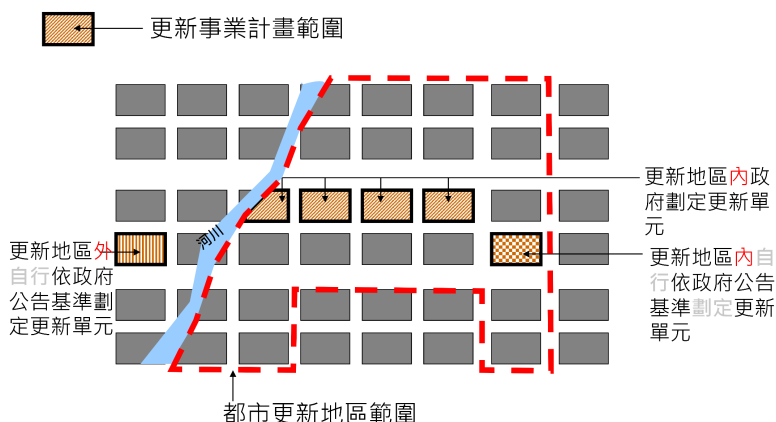 更新事業計畫範圍
更新地區內政
府劃定更新單
元
河川
更新地區外
自行依政府
公告基準劃
定更新單元
更新地區內自
行依政府公告
基準劃定更新
單元
都市更新地區範圍